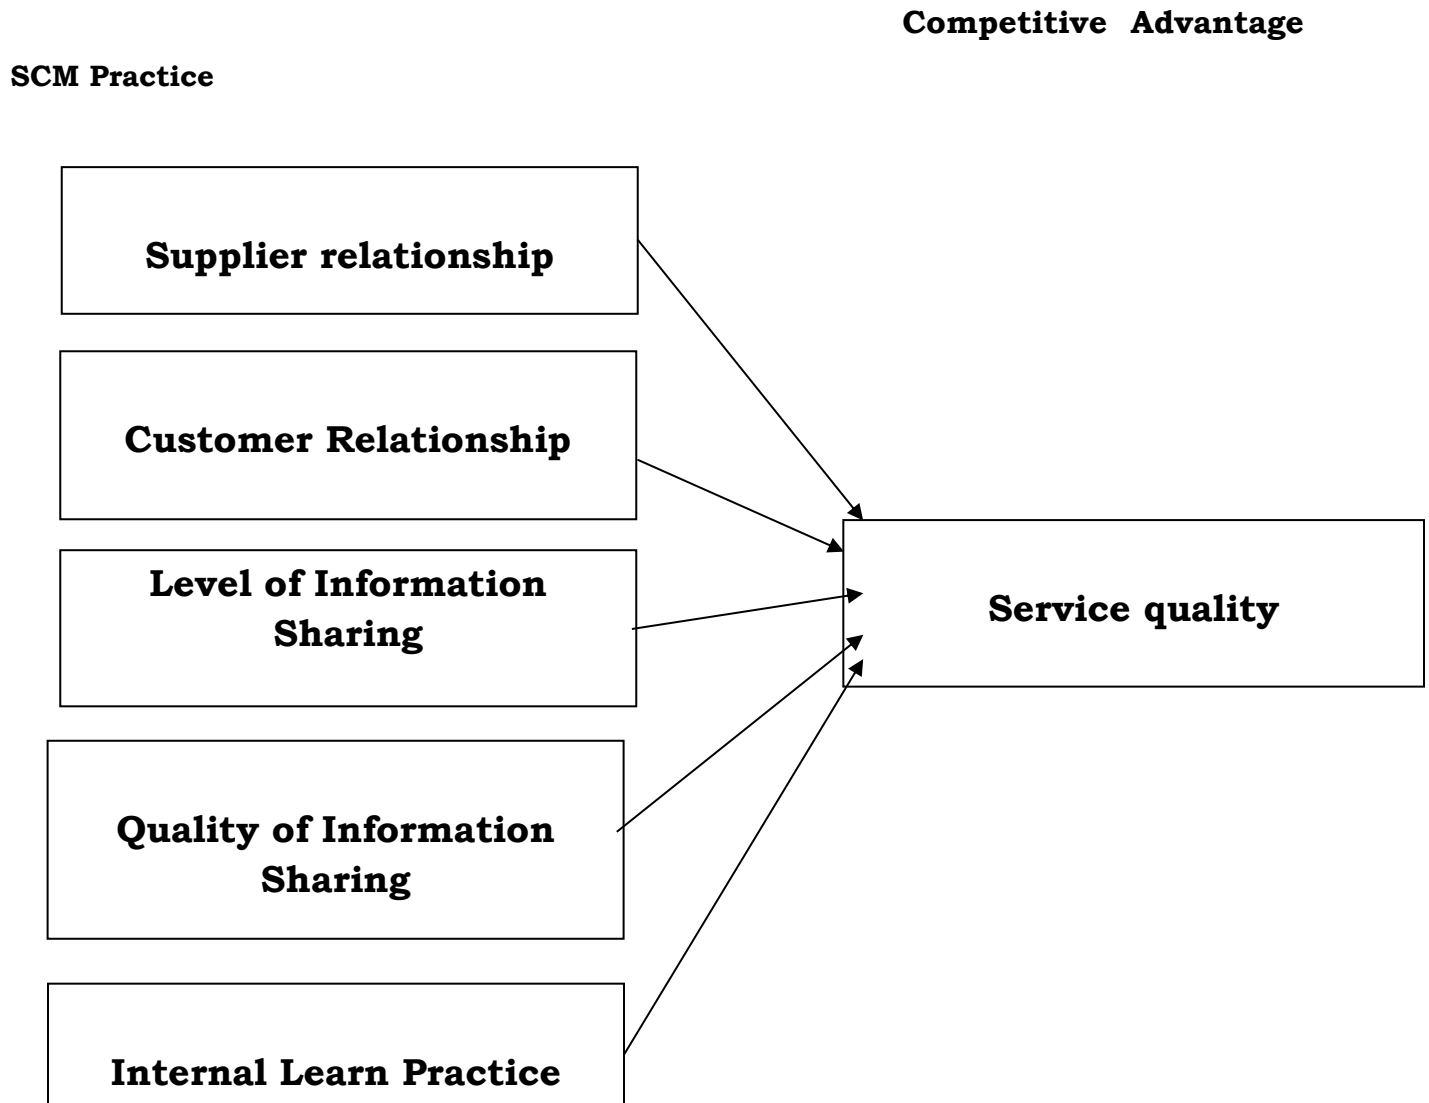 Competitive  Advantage
SCM Practice
Supplier relationship
Customer Relationship
Level of Information
Sharing
Service quality
Quality of Information
Sharing
Internal Learn Practice